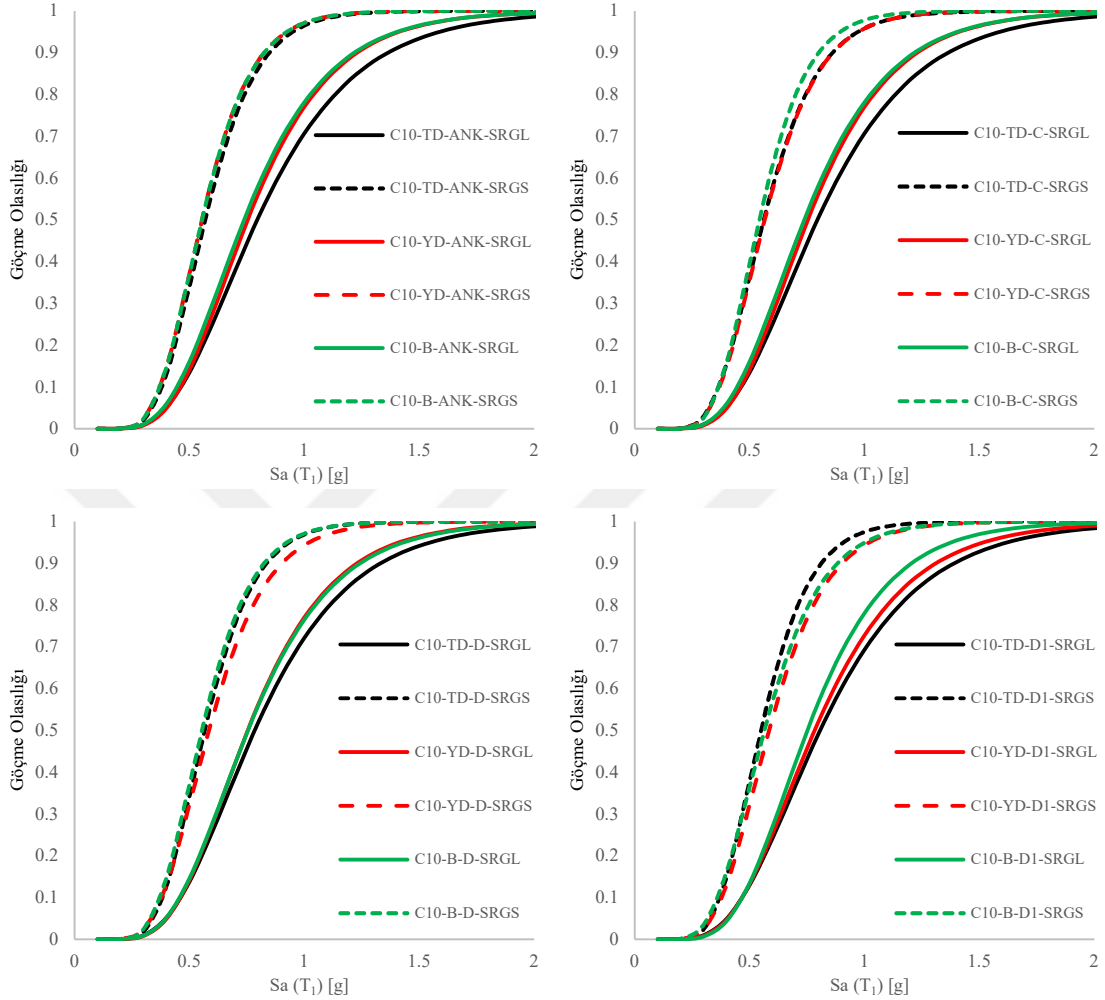 1
0.9
0.8
0.7
0.6
0.5
0.4
0.3
0.2
0.1
0
Göçme Olasılığı
C10-TD-ANK-SRGL
C10-TD-ANK-SRGS
C10-YD-ANK-SRGL
C10-YD-ANK-SRGS
C10-B-ANK-SRGL
C10-B-ANK-SRGS
0 0.5 1 1.5 2
Sa (T₁) [g]
1
0.9
0.8
0.7
0.6
0.5
0.4
0.3
0.2
0.1
0
Göçme Olasılığı
C10-TD-C-SRGL
C10-TD-C-SRGS
C10-YD-C-SRGL
C10-YD-C-SRGS
C10-B-C-SRGL
C10-B-C-SRGS
0 0.5 1 1.5 2
Sa (T₁) [g]
1
0.9
0.8
0.7
0.6
0.5
0.4
0.3
0.2
0.1
0
Göçme Olasılığı
C10-TD-D-SRGL
C10-TD-D-SRGS
C10-YD-D-SRGL
C10-YD-D-SRGS
C10-B-D-SRGL
C10-B-D-SRGS
0 0.5 1 1.5 2
Sa (T₁) [g]
1
0.9
0.8
0.7
0.6
0.5
0.4
0.3
0.2
0.1
0
Göçme Olasılığı
C10-TD-D1-SRGL
C10-TD-D1-SRGS
C10-YD-D1-SRGL
C10-YD-D1-SRGS
C10-B-D1-SRGL
C10-B-D1-SRGS
0 0.5 1 1.5 2
Sa (T₁) [g]